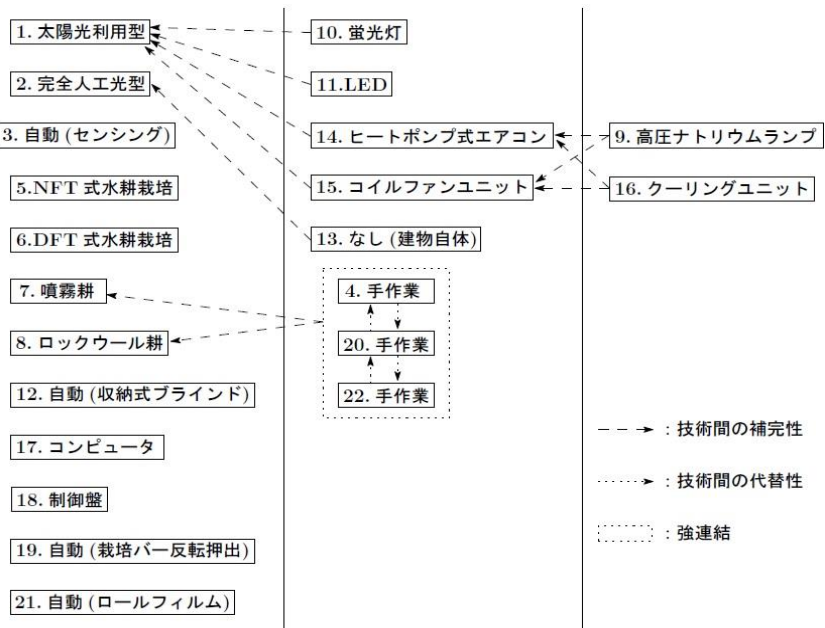 1. 太陽光利用型
2. 完全人工光型
3. 自動 (センシング)
5.NFT 式水耕栽培
6.DFT 式水耕栽培
7. 噴霧耕
8. ロックウール耕
12. 自動 (収納式ブラインド)
17. コンピュータ
18. 制御盤
19. 自動 (栽培バー反転押出)
21. 自動 (ロールフィルム)
10. 蛍光灯
11.LED
14. ヒートポンプ式エアコン
15. コイルファンユニット
13. なし (建物自体)
4. 手作業
20. 手作業
22. 手作業
9. 高圧ナトリウムランプ
16. クーリングユニット
: 技術間の補完性
: 技術間の代替性
: 強連結